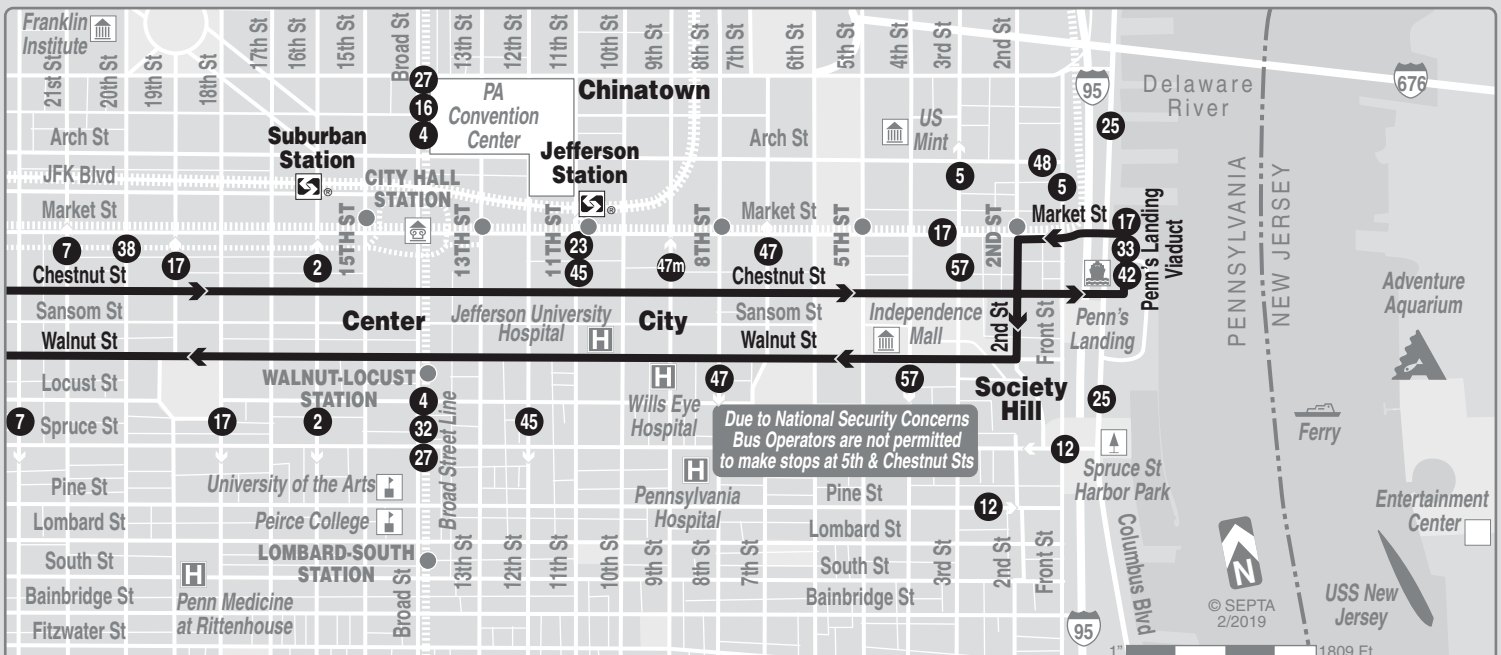 Franklin
Institute
21st St
20th St
19th St
18th St
17th St
16th St
15th St
Broad St
13th St
12th St
11th St
10th St
9th St
8th St
7th St
6th St
5th St
4th St
3rd St
2nd St
27
16
4
PA
Convention
Center
Chinatown
95
Delaware
River
676
25
Arch St
Suburban
Station
®
Jefferson
Station
®
Arch St
US
Mint
JFK Blvd
CITY HALL
STATION
48
5
5
Market St
15TH ST
13TH ST
11TH ST
8TH ST
Market St
5TH ST
2ND ST
Market St
17
33
42
Penn's Landing
Viaduct
PENNSYLVANIA
NEW JERSEY
7
38
17
2
23
45
47m
47
17
57
Chestnut St
Chestnut St
Sansom St
Center
Jefferson University
Hospital
H
City
Sansom St
Independence
Mall
2nd St
Front St
Penn's
Landing
Adventure
Aquarium
Walnut St
Walnut St
Locust St
WALNUT-LOCUST
STATION
4
32
27
Broad Street Line
H
Wills Eye
Hospital
47
57
Society
Hill
25
7
Spruce St
17
2
45
Due to National Security Concerns
Bus Operators are not permitted
to make stops at 5th & Chestnut Sts
12
Spruce St
Harbor Park
Ferry
Pine St
University of the Arts
H
Pennsylvania
Hospital
Pine St
12
Entertainment
Center
Lombard St
Peirce College
Lombard St
South St
LOMBARD-SOUTH
STATION
South St
H
Penn Medicine
at Rittenhouse
Bainbridge St
Bainbridge St
Fitzwater St
Broad St
13th St
12th St
11th St
10th St
9th St
8th St
7th St
3rd St
2nd St
Front St
95
Columbus Blvd
N
© SEPTA
2/2019
USS New
Jersey
1"
1809 Ft